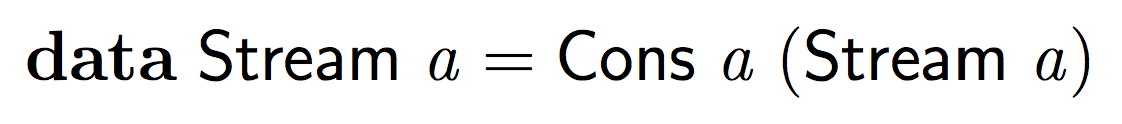 data Stream a = Cons a (Stream a)